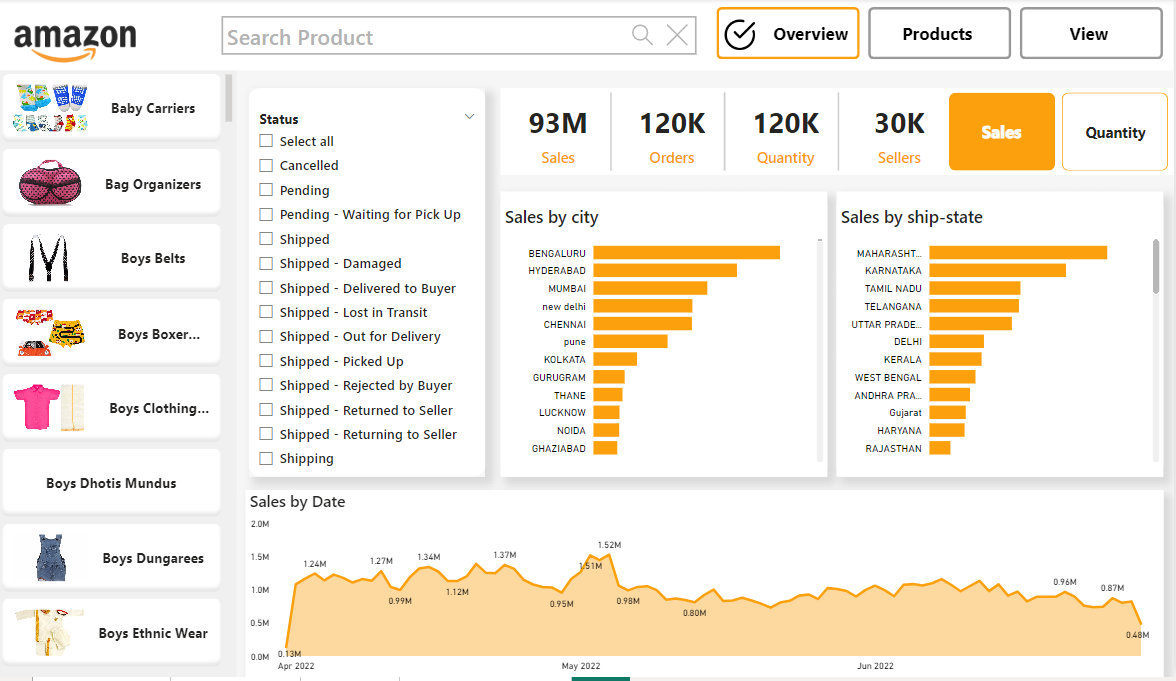 amazon
Search Product
Overview
Products
View
Baby Carriers
Bag Organizers
Boys Belts
Boys Boxer...
Boys Clothing...
Boys Dhotis Mundus
Boys Dungarees
Boys Ethnic Wear
Status
Select all
Cancelled
Pending
Pending - Waiting for Pick Up
Shipped
Shipped - Damaged
Shipped - Delivered to Buyer
Shipped - Lost in Transit
Shipped - Out for Delivery
Shipped - Picked Up
Shipped - Rejected by Buyer
Shipped - Returned to Seller
Shipped - Returning to Seller
Shipping
93M
Sales
120K
Orders
120K
Quantity
30K
Sellers
Sales
Quantity
Sales by city
BENGALURU
HYDERABAD
MUMBAI
new delhi
CHENNAI
pune
KOLKATA
GURUGRAM
THANE
LUCKNOW
NOIDA
GHAZIABAD
Sales by ship-state
MAHARASHT...
KARNATAKA
TAMIL NADU
TELANGANA
UTTAR PRADE...
DELHI
KERALA
WEST BENGAL
ANDHRA PRA...
Gujarat
HARYANA
RAJASTHAN
Sales by Date
2.0M
1.5M
1.0M
0.5M
0.0M
0.13M
1.24M
1.27M
0.99M
1.34M
1.12M
1.37M
0.95M
1.51M
1.52M
0.98M
0.80M
0.96M
0.87M
0.48M
Apr 2022
May 2022
Jun 2022